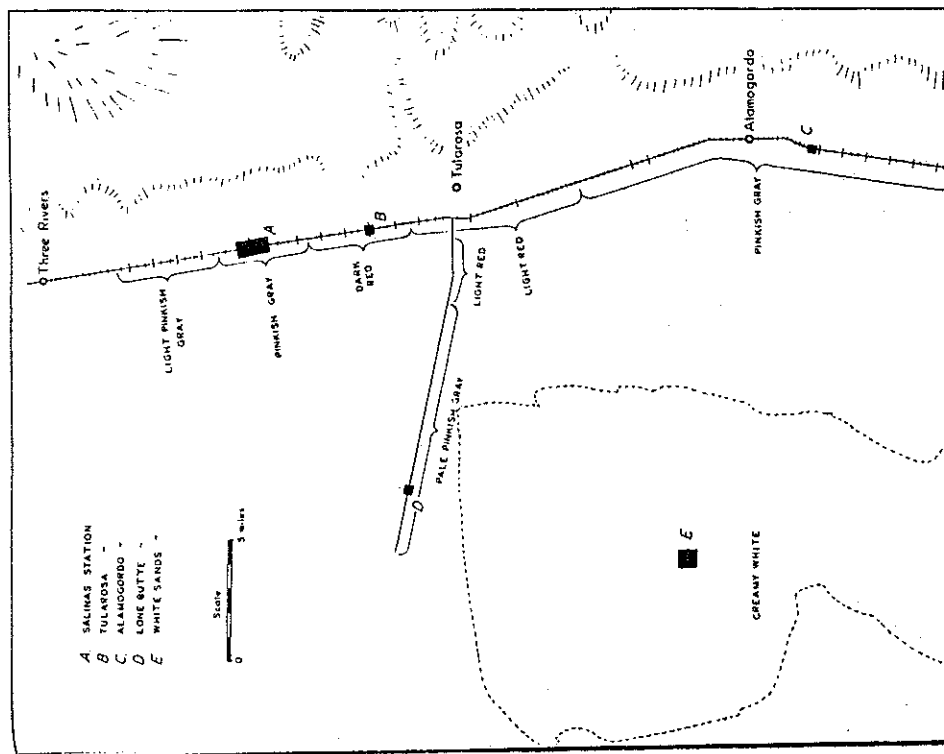 Three Rivers
A
B
Tularosa
Alamogordo
C
LIGHT PINKISH
GRAY
PINKISH GRAY
DARK
RED
LIGHT RED
LIGHT RED
PINKISH GRAY
PALE PINKISH GRAY
D
E
CREAMY WHITE
A. SALINAS STATION
B TULAROSA "
C. ALAMOGORDO "
D LONE BUTTE "
E WHITE SANDS "
Scale
0 5 miles